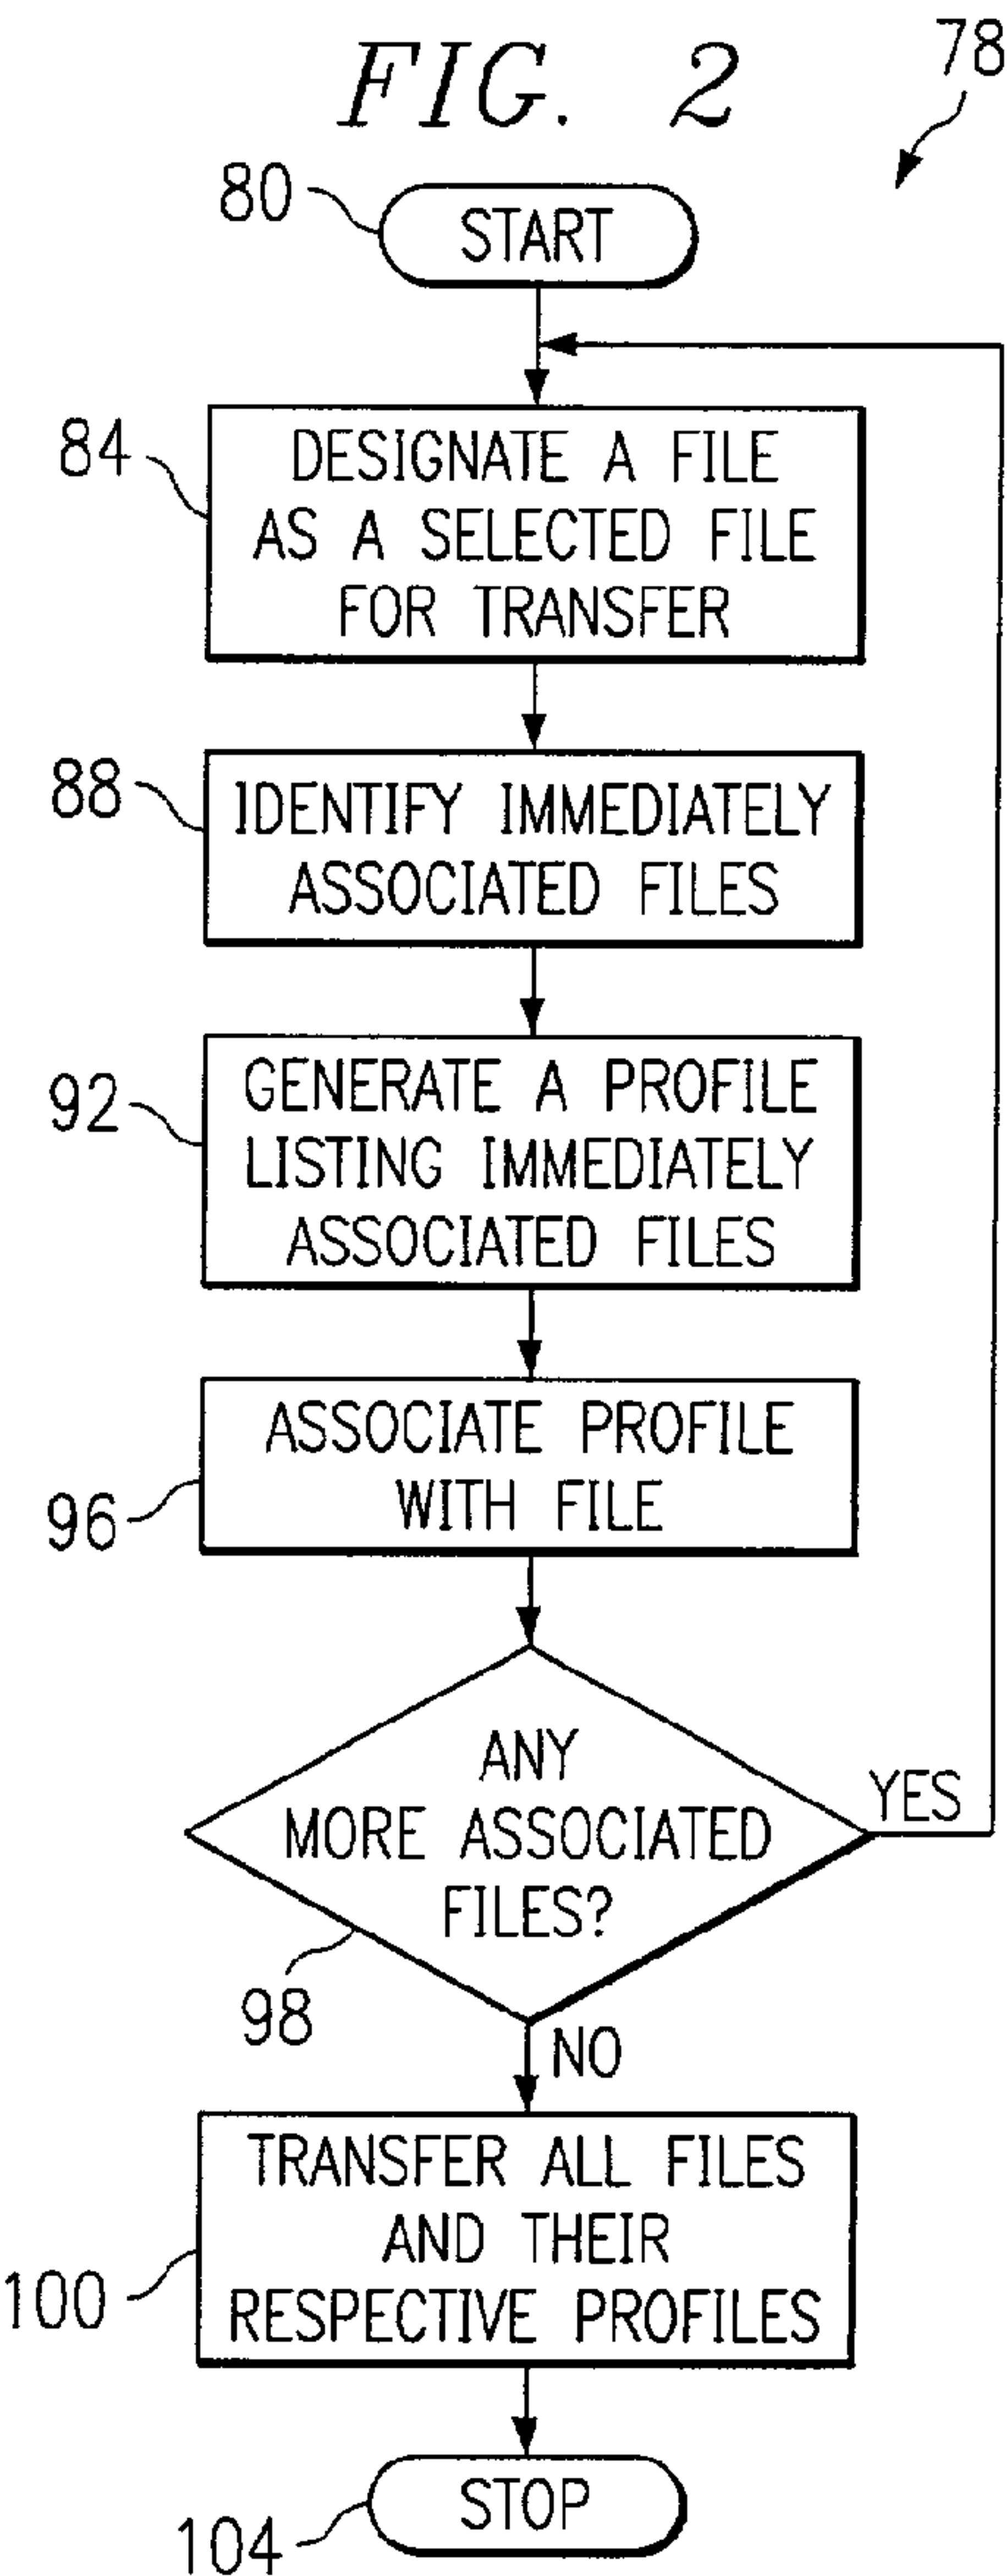 FIG. 2
78
80
START
84
DESIGNATE A FILE
AS A SELECTED FILE
FOR TRANSFER
88
IDENTIFY IMMEDIATELY
ASSOCIATED FILES
92
GENERATE A PROFILE
LISTING IMMEDIATELY
ASSOCIATED FILES
96
ASSOCIATE PROFILE
WITH FILE
ANY
MORE ASSOCIATED
FILES?
YES
98
NO
100
TRANSFER ALL FILES
AND THEIR
RESPECTIVE PROFILES
104
STOP